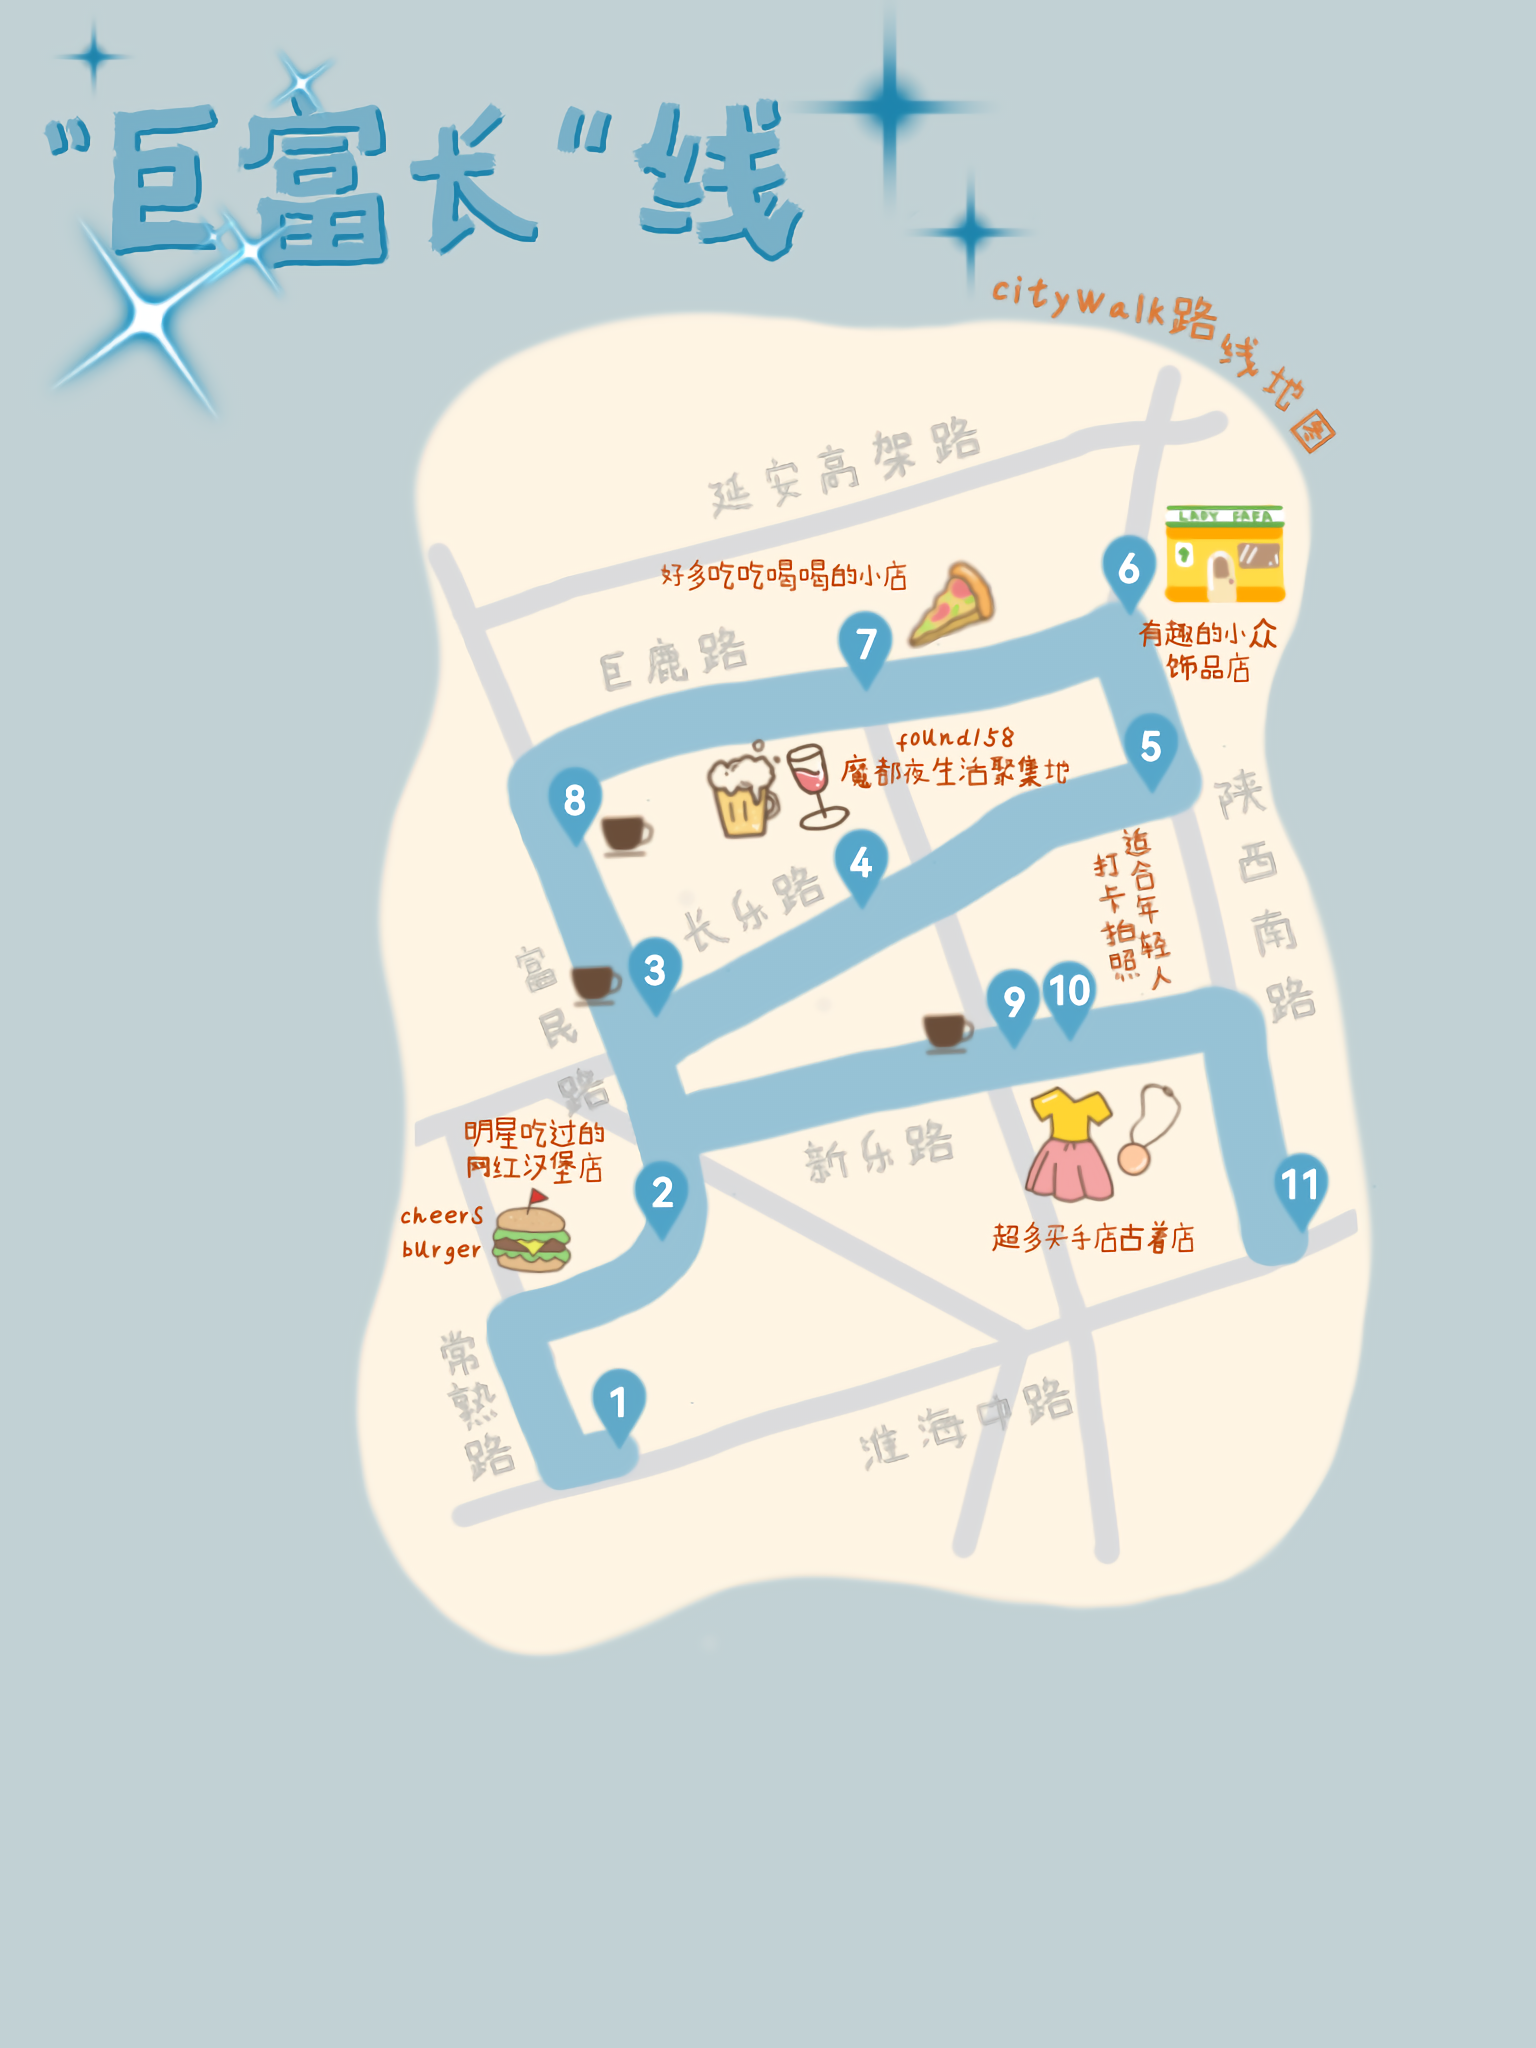 “巨富长“线
citywalk路线地图
延安高架路
LADY FAFA
6
好多吃吃喝喝的小店
7
有趣的小众
饰品店
巨鹿路
found158
魔都夜生活聚集地
5
8
陕西南路
4
适合年轻人
打卡拍照
长乐路
富民路
3
9
10
明星吃过的
网红汉堡店
新乐路
2
11
cheers
burger
超多买手店古着店
常熟路
1
淮海中路